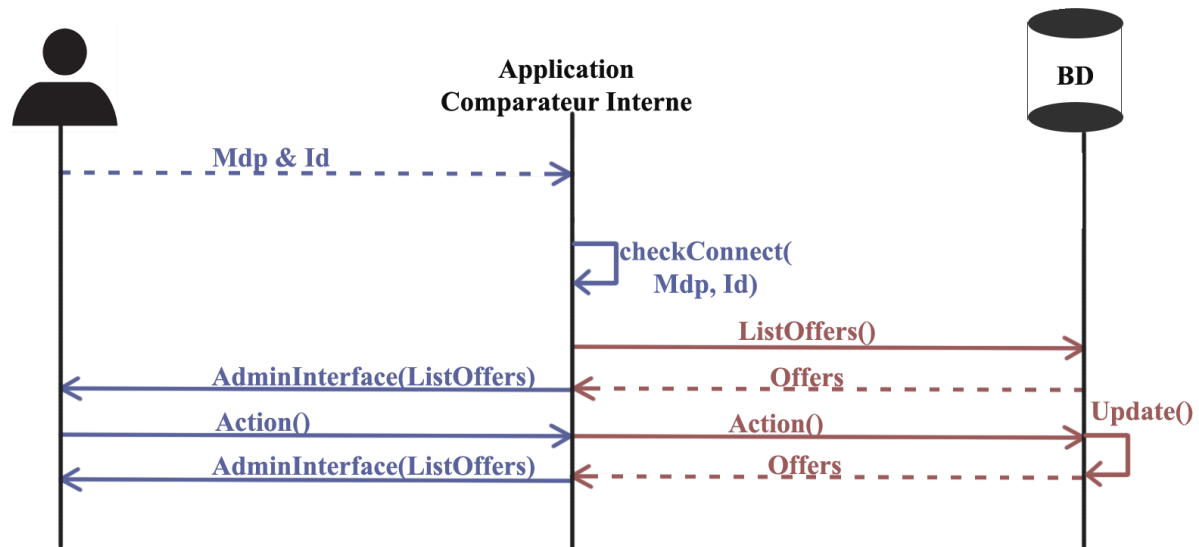 Application
Comparateur Interne
BD
Mdp & Id
checkConnect(
Mdp, Id)
ListOffers()
AdminInterface(ListOffers)
Offers
Update()
Action()
Action()
AdminInterface(ListOffers)
Offers